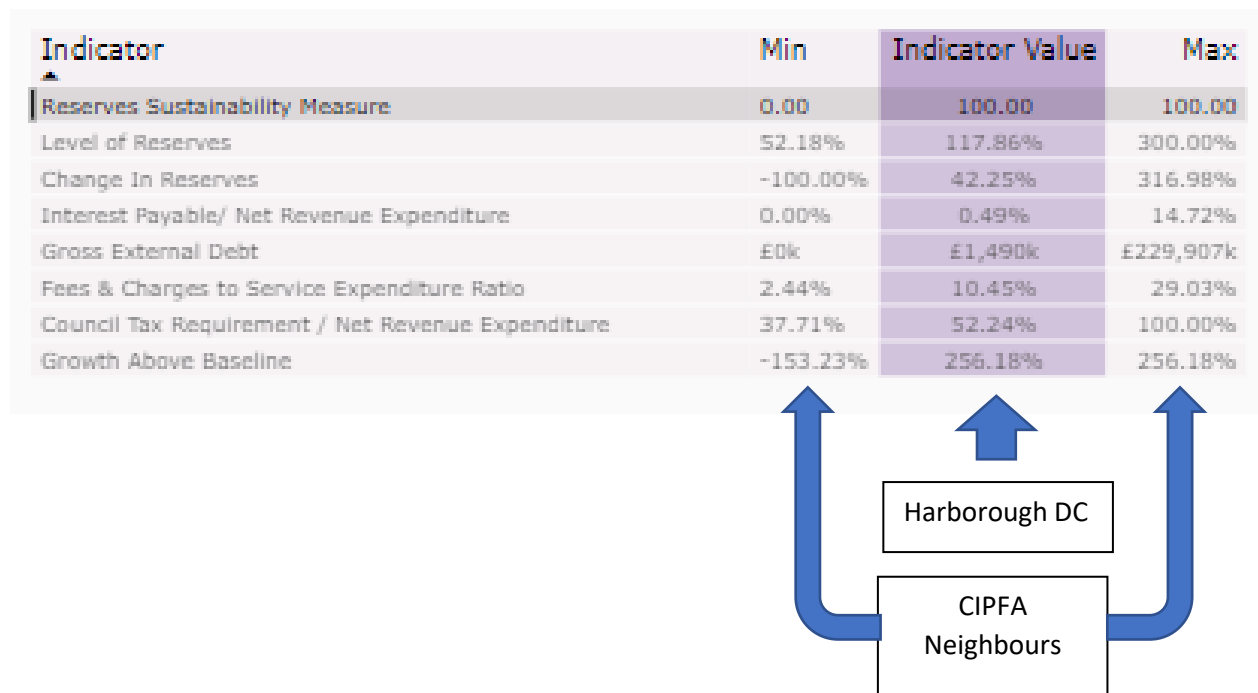 Indicator Min Indicator Value Max
Reserves Sustainability Measure 0.00 100.00 100.00
Level of Reserves 52.18% 117.86% 300.00%
Change In Reserves -100.00% 42.25% 316.98%
Interest Payable/ Net Revenue Expenditure 0.00% 0.49% 14.72%
Gross External Debt £0k £1,490k £229,907k
Fees & Charges to Service Expenditure Ratio 2.44% 10.45% 29.03%
Council Tax Requirement / Net Revenue Expenditure 37.71% 52.24% 100.00%
Growth Above Baseline -153.23% 256.18% 256.18%
Harborough DC
CIPFA
Neighbours